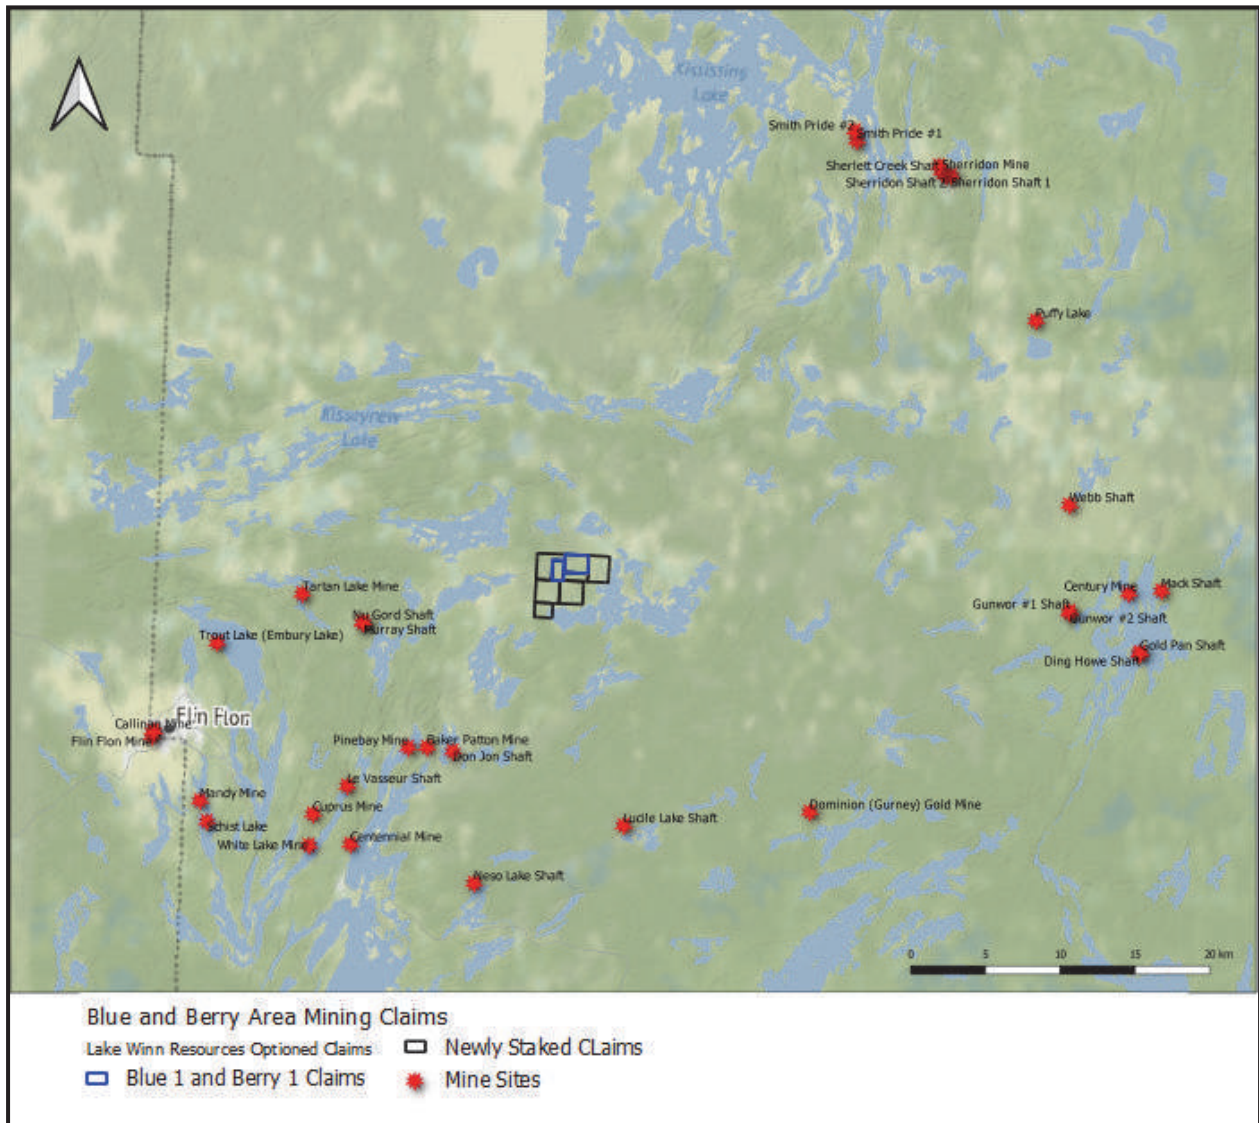 Kississing
Lake
Smith Pride #2
Smith Pride #1
Sherlett Creek Shaft
Sherridon Mine
Sherridon Shaft 2
Sherridon Shaft 1
Puffy Lake
Kisseynew
Lake
Webb Shaft
Tartan Lake Mine
Century Mine
Mack Shaft
Gunwor #1 Shaft
Gunwor #2 Shaft
Nu Gord Shaft
Murray Shaft
Trout Lake (Embury Lake)
Gold Pan Shaft
Ding Howe Shaft
Callinan Mine
Flin Flon
Flin Flon Mine
Pinebay Mine
Baker Patton Mine
Don Jon Shaft
Le Vasseur Shaft
Mandy Mine
Cuprus Mine
Dominion (Gurney) Gold Mine
Schist Lake
Lucile Lake Shaft
White Lake Mine
Centennial Mine
Neso Lake Shaft
0 5 10 15 20 km
Blue and Berry Area Mining Claims
Lake Winn Resources Optioned Claims
Newly Staked CLaims
Blue 1 and Berry 1 Claims
Mine Sites